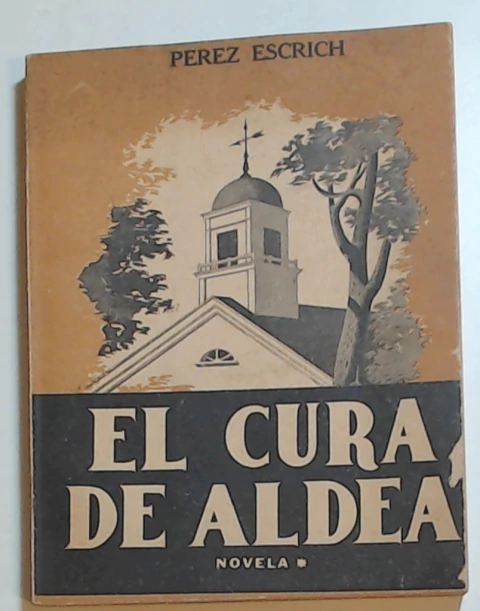 PEREZ ESCRICH
EL CURA
DE ALDEA
NOVELA